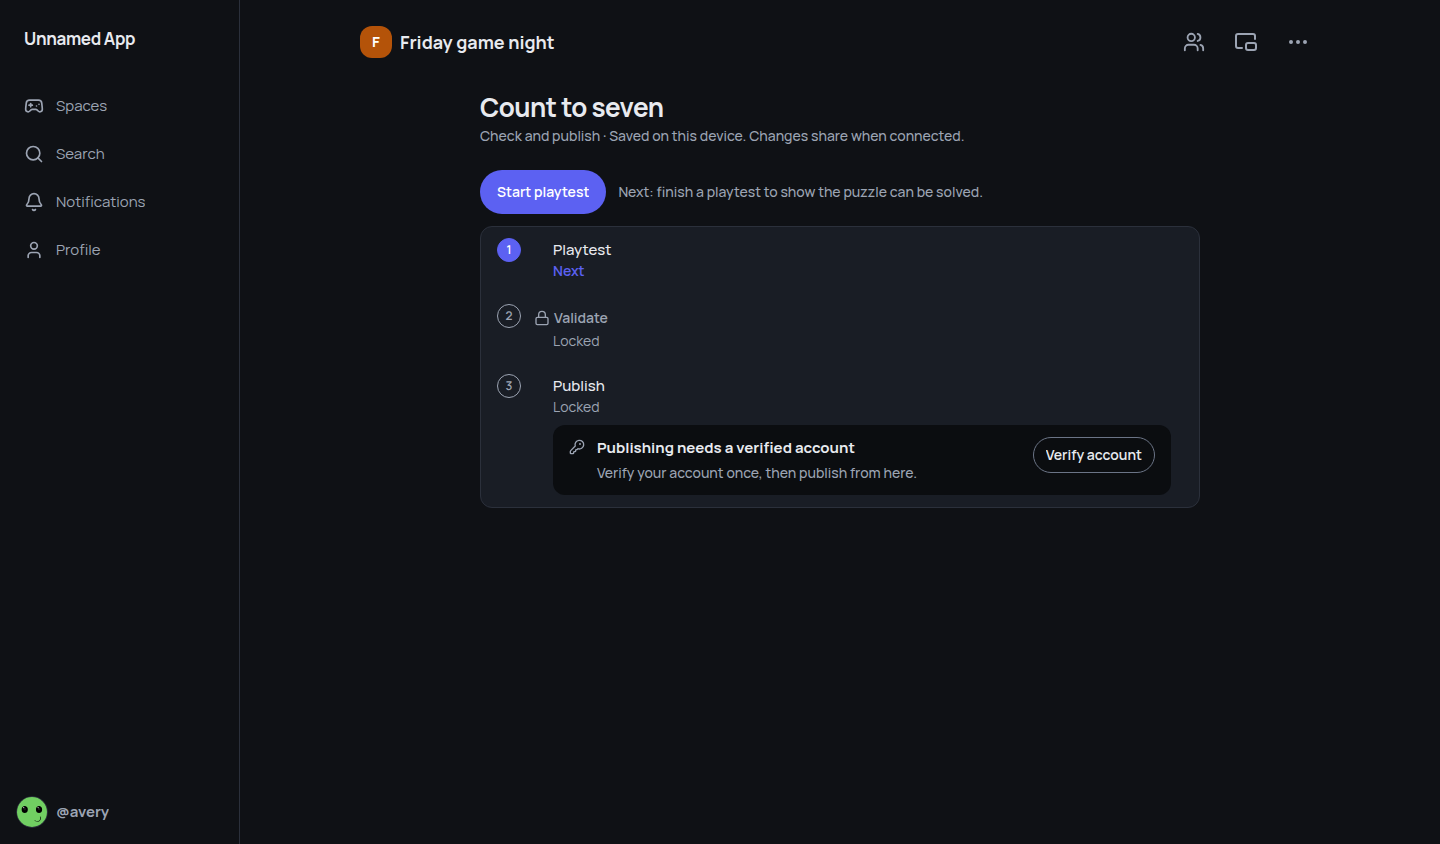 Unnamed App
Spaces
Search
Notifications
Profile
@avery
F Friday game night
Count to seven
Check and publish · Saved on this device. Changes share when connected.
Start playtest Next: finish a playtest to show the puzzle can be solved.
1 Playtest
Next
2 Validate
Locked
3 Publish
Locked
Publishing needs a verified account
Verify your account once, then publish from here.
Verify account